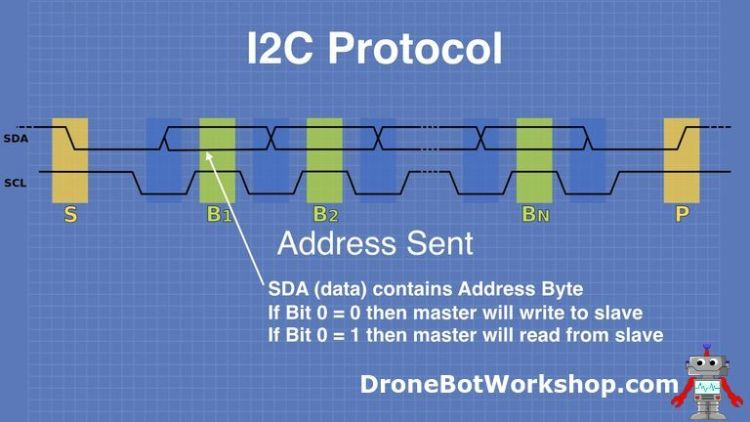 I2C Protocol
SDA
SCL
S B1 B2 BN P
Address Sent
SDA (data) contains Address Byte
If Bit 0 = 0 then master will write to slave
If Bit 0 = 1 then master will read from slave
DroneBotWorkshop.com